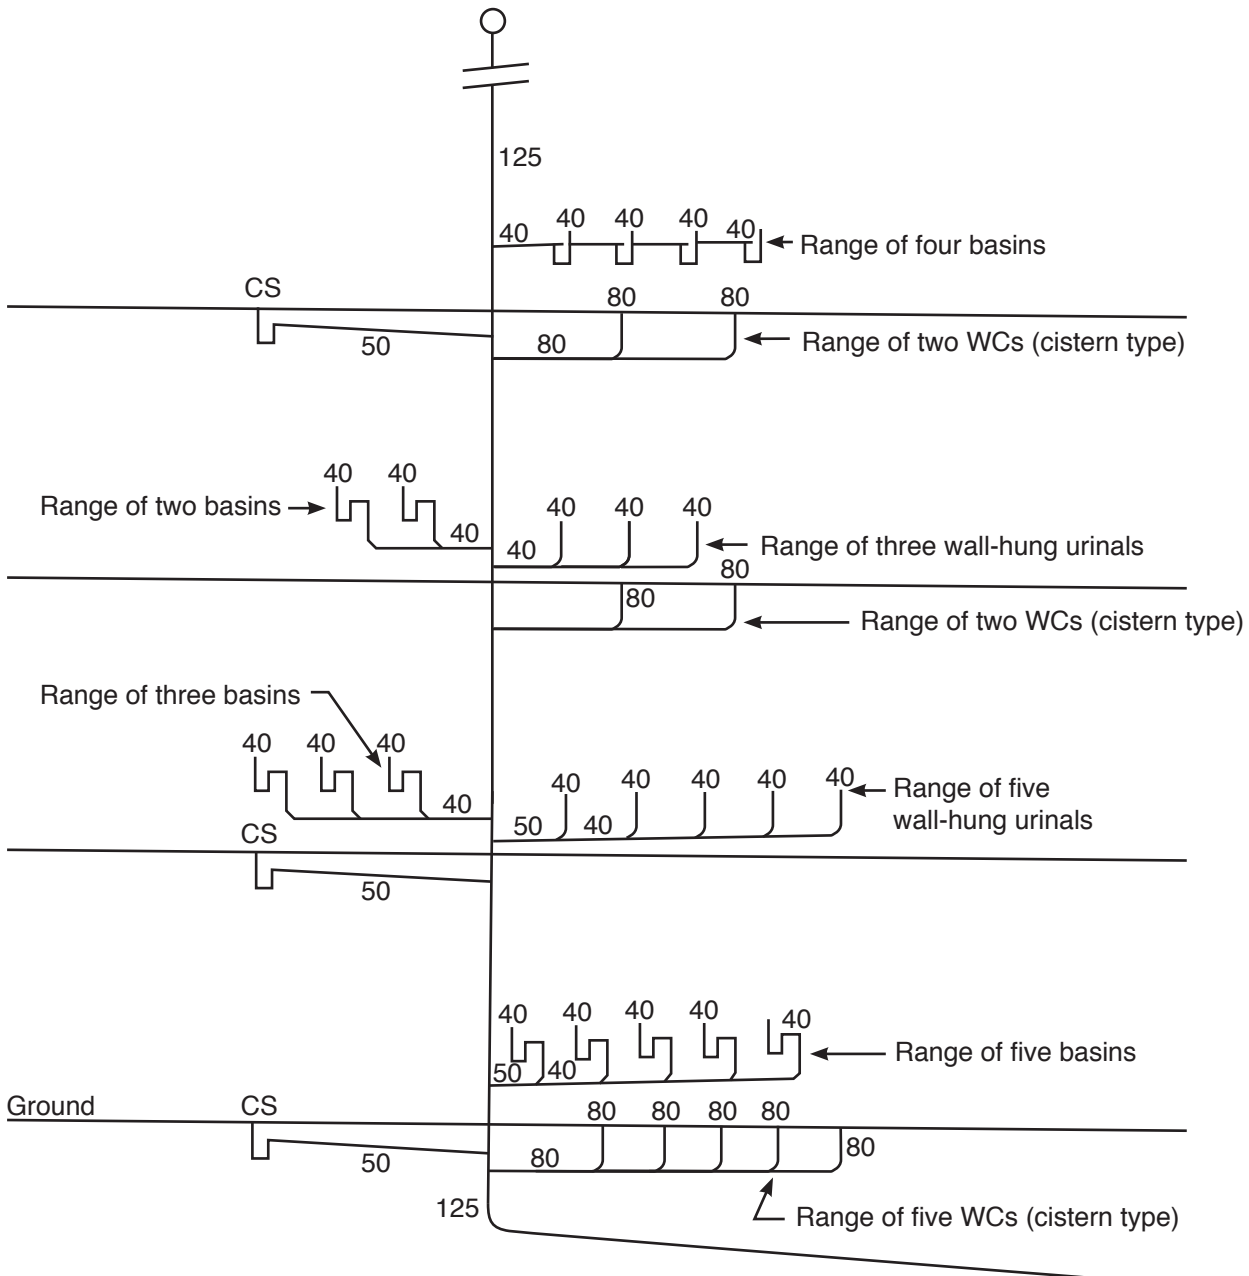 125
40 40 40 40
40
Range of four basins
CS
80 80
80
50
Range of two WCs (cistern type)
40 40
Range of two basins
40
40 40 40
40
Range of three wall-hung urinals
80
80
Range of two WCs (cistern type)
Range of three basins
40 40 40
40
40 40 40 40 40
50 40
Range of five
wall-hung urinals
CS
50
40 40 40 40 40
50 40
Range of five basins
Ground
CS
80 80 80 80
80
80
50
125
Range of five WCs (cistern type)